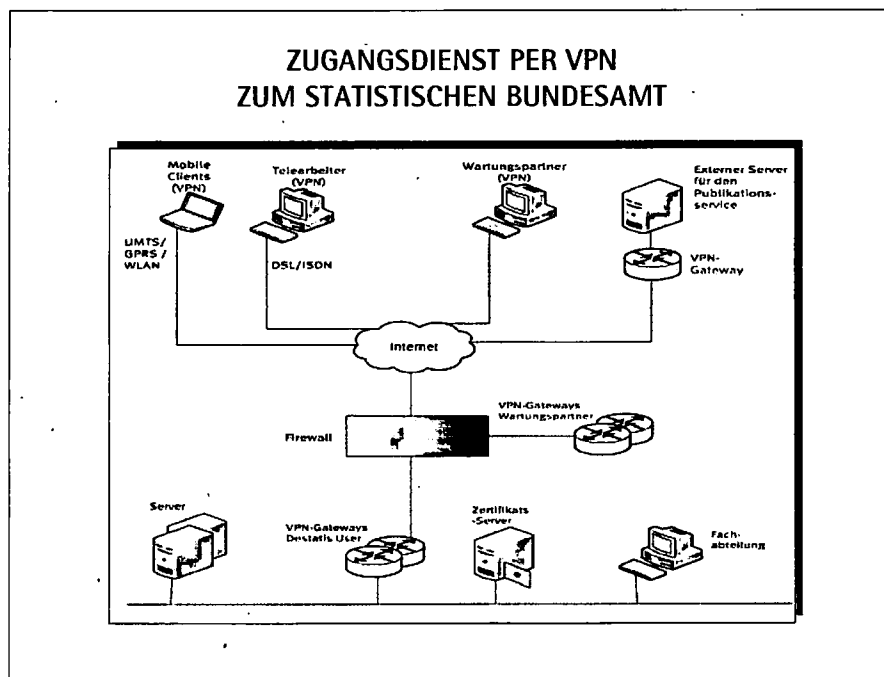 ZUGANGSDIENST PER VPN
ZUM STATISTISCHEN BUNDESAMT
Mobile
Clients
(VPN)
Telearbeiter
(VPN)
Wartungspartner
(VPN)
Externer Server
für den
Publikations-
service
UMTS/
GPRS /
WLAN
DSL/ISDN
VPN-
Gateway
Internet
VPN-Gateways
Wartungspartner
Firewall
Server
VPN-Gateways
Destatis User
Zertifikats
-Server
Fach-
abteilung